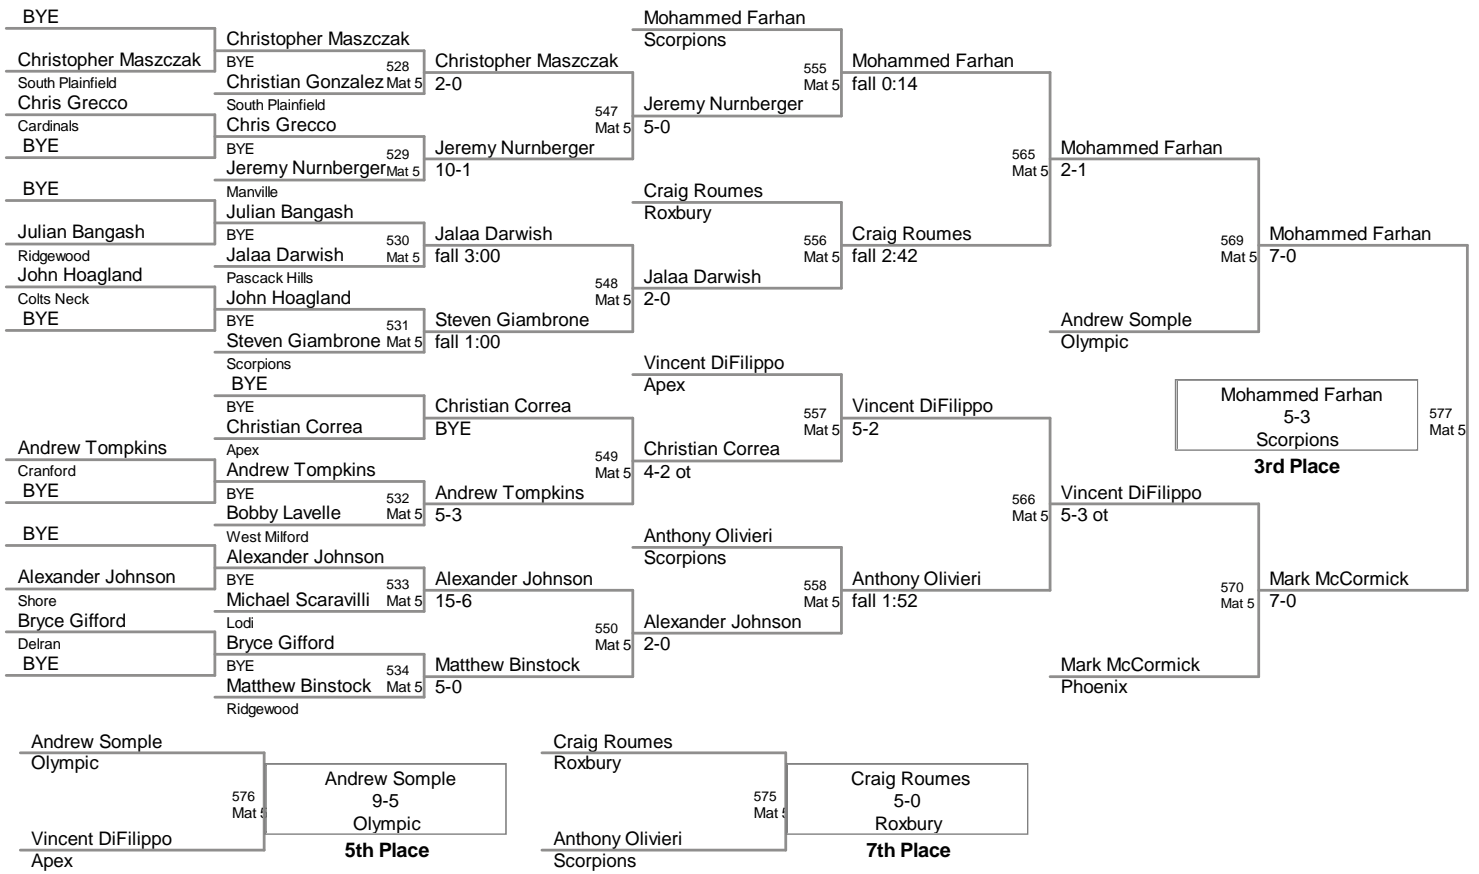 BYE
Christopher Maszczak
South Plainfield
Chris Grecco
Cardinals
BYE
BYE
Julian Bangash
Ridgewood
John Hoagland
Colts Neck
BYE
Andrew Tompkins
Cranford
BYE
BYE
Alexander Johnson
Shore
Bryce Gifford
Delran
BYE
Christopher Maszczak
BYE
528
Christian Gonzalez Mat 5
South Plainfield
Chris Grecco
BYE
529
Jeremy Nurnberger Mat 5
Manville
Julian Bangash
BYE
530
Jalaa Darwish Mat 5
Pascack Hills
John Hoagland
BYE
531
Steven Giambrone Mat 5
Scorpions
BYE
BYE
Christian Correa
Apex
Andrew Tompkins
BYE
532
Bobby Lavelle Mat 5
West Milford
Alexander Johnson
BYE
533
Michael Scaravilli Mat 5
Lodi
Bryce Gifford
BYE
534
Matthew Binstock Mat 5
Ridgewood
Christopher Maszczak
2-0
547
Mat 5
Jeremy Nurnberger
10-1
Jalaa Darwish
fall 3:00
548
Mat 5
Steven Giambrone
fall 1:00
Christian Correa
BYE
549
Mat 5
Andrew Tompkins
5-3
Alexander Johnson
15-6
550
Mat 5
Matthew Binstock
5-0
Mohammed Farhan
Scorpions
555
Mat 5
Jeremy Nurnberger
5-0
Craig Roumes
Roxbury
556
Mat 5
Jalaa Darwish
2-0
Vincent DiFilippo
Apex
557
Mat 5
Christian Correa
4-2 ot
Anthony Olivieri
Scorpions
558
Mat 5
Alexander Johnson
2-0
Mohammed Farhan
fall 0:14
565
Mat 5
Craig Roumes
fall 2:42
Vincent DiFilippo
5-2
566
Mat 5
Anthony Olivieri
fall 1:52
Mohammed Farhan
2-1
569
Mat 5
Andrew Somple
Olympic
Vincent DiFilippo
5-3 ot
570
Mat 5
Mark McCormick
Phoenix
Mohammed Farhan
7-0
Mohammed Farhan
5-3
Scorpions
3rd Place
577
Mat 5
Mark McCormick
7-0
Andrew Somple
Olympic
576
Mat 5
Vincent DiFilippo
Apex
Andrew Somple
9-5
Olympic
5th Place
Craig Roumes
Roxbury
575
Mat 5
Anthony Olivieri
Scorpions
Craig Roumes
5-0
Roxbury
7th Place